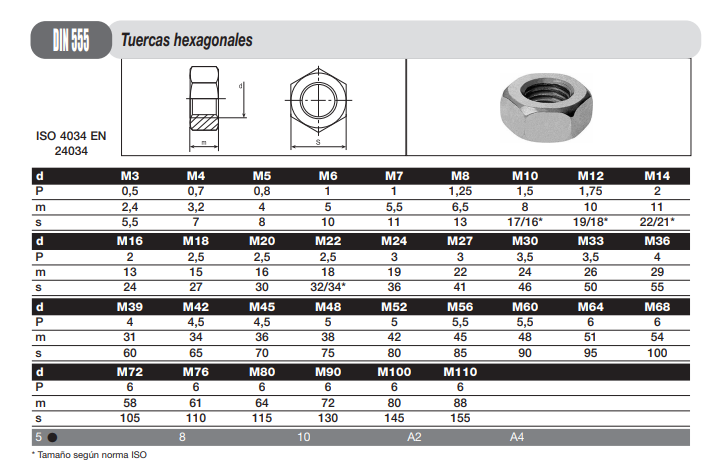 DIN 555 Tuercas hexagonales
ISO 4034 EN
24034
d
m
S
d M3 M4 M5 M6 M7 M8 M10 M12 M14
P 0,5 0,7 0,8 1 1 1,25 1,5 1,75 2
m 2,4 3,2 4 5 5,5 6,5 8 10 11
s 5,5 7 8 10 11 13 17/16* 19/18* 22/21*
d M16 M18 M20 M22 M24 M27 M30 M33 M36
P 2 2,5 2,5 2,5 3 3 3,5 3,5 4
m 13 15 16 18 19 22 24 26 29
s 24 27 30 32/34* 36 41 46 50 55
d M39 M42 M45 M48 M52 M56 M60 M64 M68
P 4 4,5 4,5 5 5 5,5 5,5 6 6
m 31 34 36 38 42 45 48 51 54
s 60 65 70 75 80 85 90 95 100
d M72 M76 M80 M90 M100 M110
P 6 6 6 6 6 6
m 58 61 64 72 80 88
s 105 110 115 130 145 155
5 ● 8 10 A2 A4
* Tamaño según norma ISO